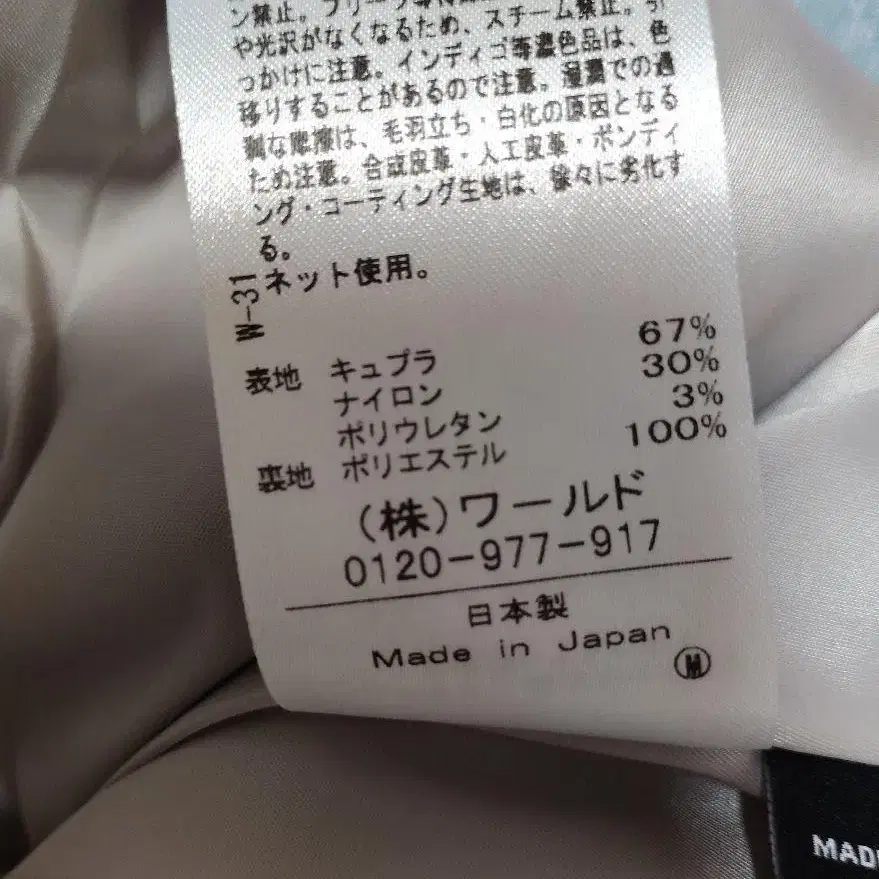 ン禁止。プリーツ等
や光沢がなくなるため、スチーム禁止。引
っかけに注意。インディゴ等濃色品は、色
移りすることがあるので注意。湿潤での過
剰な摩擦は、毛羽立ち・白化の原因となる
ため注意。合成皮革・人工皮革・ボンディ
ング・コーティング生地は、徐々に劣化す
る。
ネット使用。
W-31
表地 キュプラ 67%
ナイロン 30%
ポリウレタン 3%
裏地 ポリエステル 100%
(株)ワールド
0120-977-917
日本製
Made in Japan
M
MAD